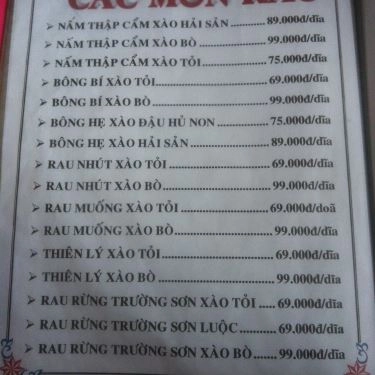 CÁC MÓN RAU
NẤM THẬP CẨM XÀO HẢI SẢN 89.000đ/dĩa
NẤM THẬP CẨM XÀO BÒ 99.000đ/dĩa
NẤM THẬP CẨM XÀO TỎI 75.000đ/dĩa
BÔNG BÍ XÀO TỎI 69.000đ/dĩa
BÔNG BÍ XÀO BÒ 99.000đ/dĩa
BÔNG HẸ XÀO ĐẬU HỦ NON 75.000đ/dĩa
BÔNG HẸ XÀO HẢI SẢN 89.000đ/dĩa
RAU NHÚT XÀO TỎI 69.000đ/dĩa
RAU NHÚT XÀO BÒ 99.000đ/dĩa
RAU MUỐNG XÀO TỎI 69.000đ/doã
RAU MUỐNG XÀO BÒ 99.000đ/dĩa
THIÊN LÝ XÀO TỎI 69.000đ/dĩa
THIÊN LÝ XÀO BÒ 99.000đ/dĩa
RAU RỪNG TRƯỜNG SƠN XÀO TỎI 69.000đ/dĩa
RAU RỪNG TRƯỜNG SƠN LUỘC 69.000đ/dĩa
RAU RỪNG TRƯỜNG SƠN XÀO BÒ 99.000đ/dĩa